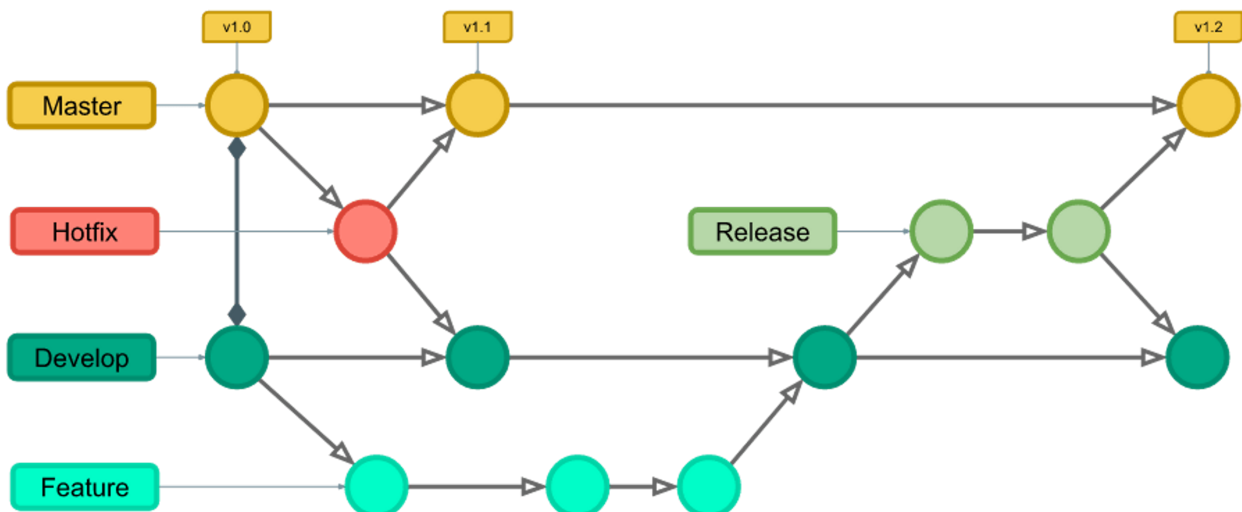 v1.0
v1.1
v1.2
Master
Hotfix
Release
Develop
Feature